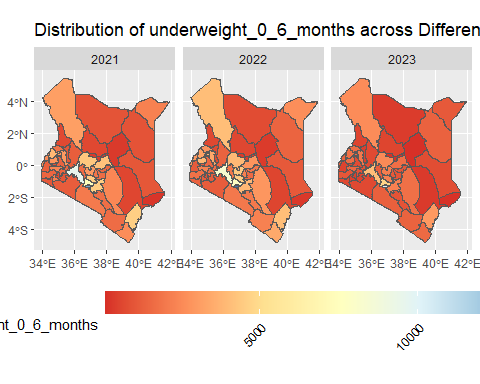 Distribution of underweight_0_6_months across Differen
2021 2022 2023
4°N
2°N
0°
2°S
4°S
34°E 36°E 38°E 40°E 42°E 34°E 36°E 38°E 40°E 42°E 34°E 36°E 38°E 40°E 42°E
nt_0_6_months
5000 10000